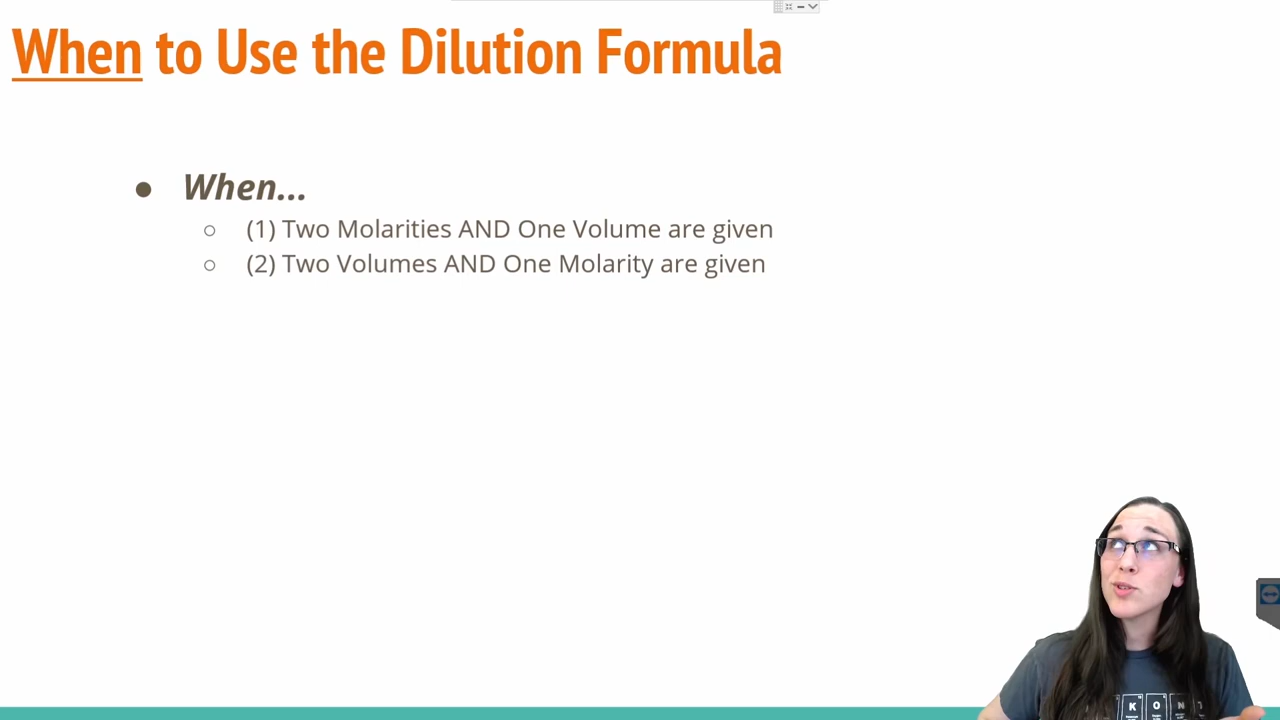 When to Use the Dilution Formula
● When...
○ (1) Two Molarities AND One Volume are given
○ (2) Two Volumes AND One Molarity are given
K O N